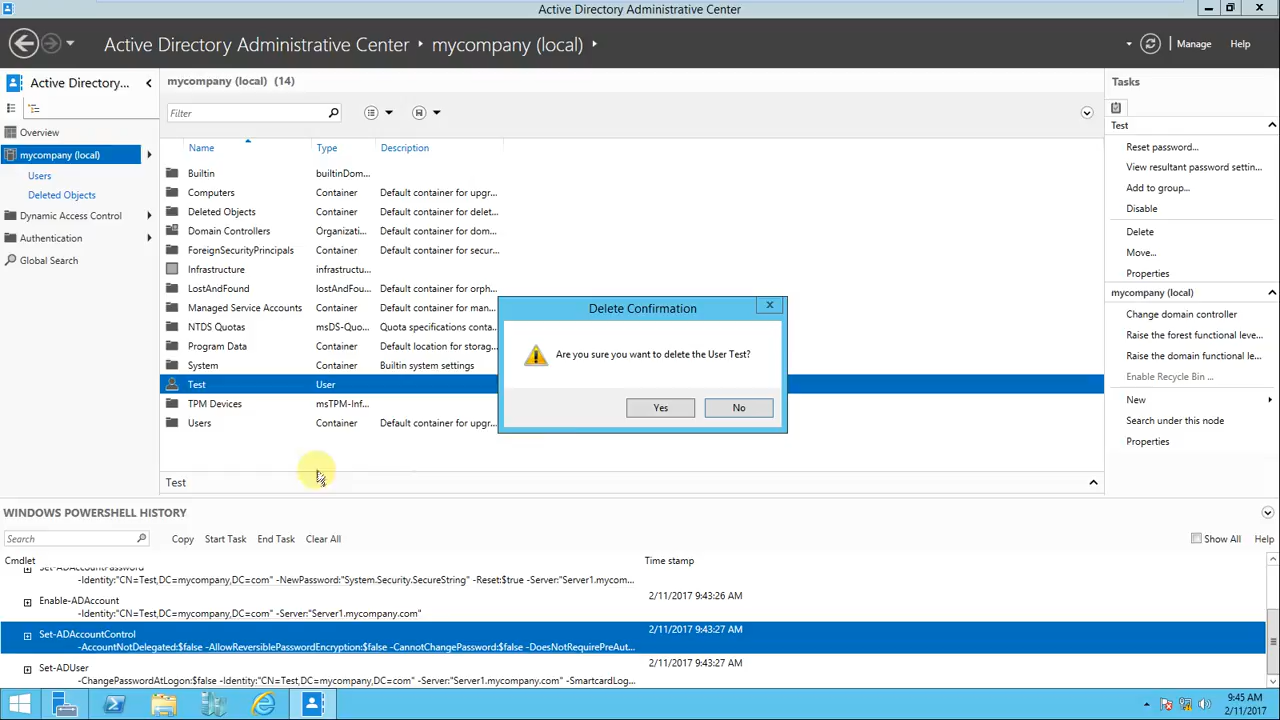 Active Directory Administrative Center
Active Directory Administrative Center
mycompany (local)
Manage
Help
Active Directory...
Overview
mycompany (local)
Users
Deleted Objects
Dynamic Access Control
Authentication
Global Search
mycompany (local) (14)
Filter
Name Type Description
Builtin builtinDom...
Computers Container Default container for upgr...
Deleted Objects Container Default container for delet...
Domain Controllers Organizati... Default container for dom...
ForeignSecurityPrincipals Container Default container for secur...
Infrastructure infrastructu...
LostAndFound lostAndFou... Default container for orph...
Managed Service Accounts Container Default container for man...
NTDS Quotas msDS-Quo... Quota specifications conta...
Program Data Container Default location for storag...
System Container Builtin system settings
Test User
TPM Devices msTPM-Inf...
Users Container Default container for upgr...
Test
Delete Confirmation
Are you sure you want to delete the User Test?
Yes No
Tasks
Test
Reset password...
View resultant password settin...
Add to group...
Disable
Delete
Move...
Properties
mycompany (local)
Change domain controller
Raise the forest functional leve...
Raise the domain functional le...
Enable Recycle Bin ...
New
Search under this node
Properties
WINDOWS POWERSHELL HISTORY
Search Copy Start Task End Task Clear All Show All Help
Cmdlet Time stamp
Set-ADAccountPassword
-Identity:"CN=Test,DC=mycompany,DC=com" -NewPassword:"System.Security.SecureString" -Reset:$true -Server:"Server1.mycom...
Enable-ADAccount 2/11/2017 9:43:26 AM
-Identity:"CN=Test,DC=mycompany,DC=com" -Server:"Server1.mycompany.com"
Set-ADAccountControl 2/11/2017 9:43:27 AM
-AccountNotDelegated:$false -AllowReversiblePasswordEncryption:$false -CannotChangePassword:$false -DoesNotRequirePreAut...
Set-ADUser 2/11/2017 9:43:27 AM
-ChangePasswordAtLogon:$false -Identity:"CN=Test,DC=mycompany,DC=com" -Server:"Server1.mycompany.com" -SmartcardLog...
9:45 AM
2/11/2017